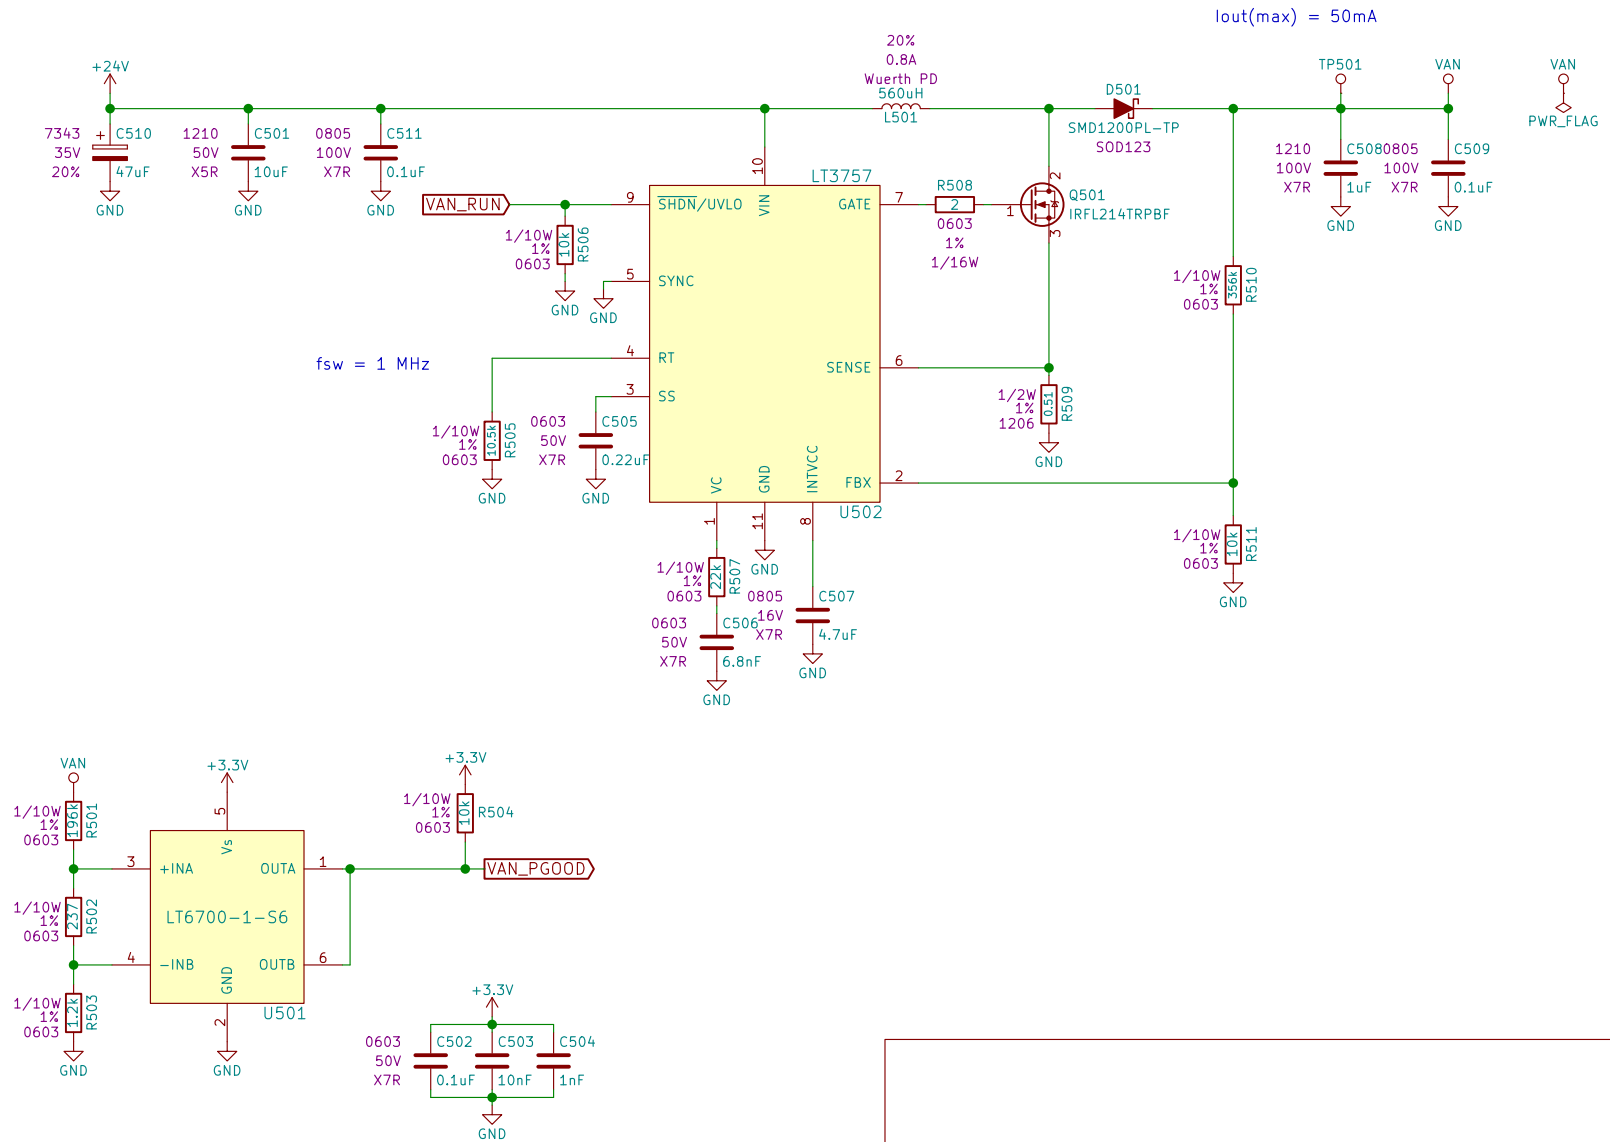 Iout(max) = 50mA
+24V
7343
35V
20%
C510
47uF
GND
1210
50V
X5R
C501
10uF
GND
0805
100V
X7R
C511
0.1uF
GND
20%
0.8A
Wuerth PD
560uH
L501
D501
SMD1200PL-TP
SOD123
TP501
VAN
VAN
PWR_FLAG
1210
100V
X7R
C508
1uF
GND
0805
100V
X7R
C509
0.1uF
GND
VAN_RUN
1/10W
1%
0603
10k
R506
GND
GND
fsw = 1 MHz
1/10W
1%
0603
10.5k
R505
GND
0603
50V
X7R
C505
0.22uF
GND
LT3757
10
VIN
9
SHDN/UVLO
5
SYNC
4
RT
3
SS
GATE
7
SENSE
6
FBX
2
VC
1
GND
11
INTVCC
8
U502
R508
2
0603
1%
1/16W
2
1
3
Q501
IRFL214TRPBF
1/2W
1%
1206
0.51
R509
GND
1/10W
1%
0603
356k
R510
1/10W
1%
0603
10k
R511
GND
1/10W
1%
0603
22k
R507
GND
0603
50V
X7R
C506
6.8nF
GND
0805
16V
X7R
C507
4.7uF
GND
VAN
1/10W
1%
0603
196k
R501
1/10W
1%
0603
237
R502
1/10W
1%
0603
1.2k
R503
GND
+3.3V
5
Vs
3
+INA
OUTA
1
LT6700-1-S6
4
-INB
OUTB
6
GND
2
U501
GND
+3.3V
1/10W
1%
0603
10k
R504
VAN_PGOOD
+3.3V
0603
50V
X7R
C502
0.1uF
C503
10nF
C504
1nF
GND